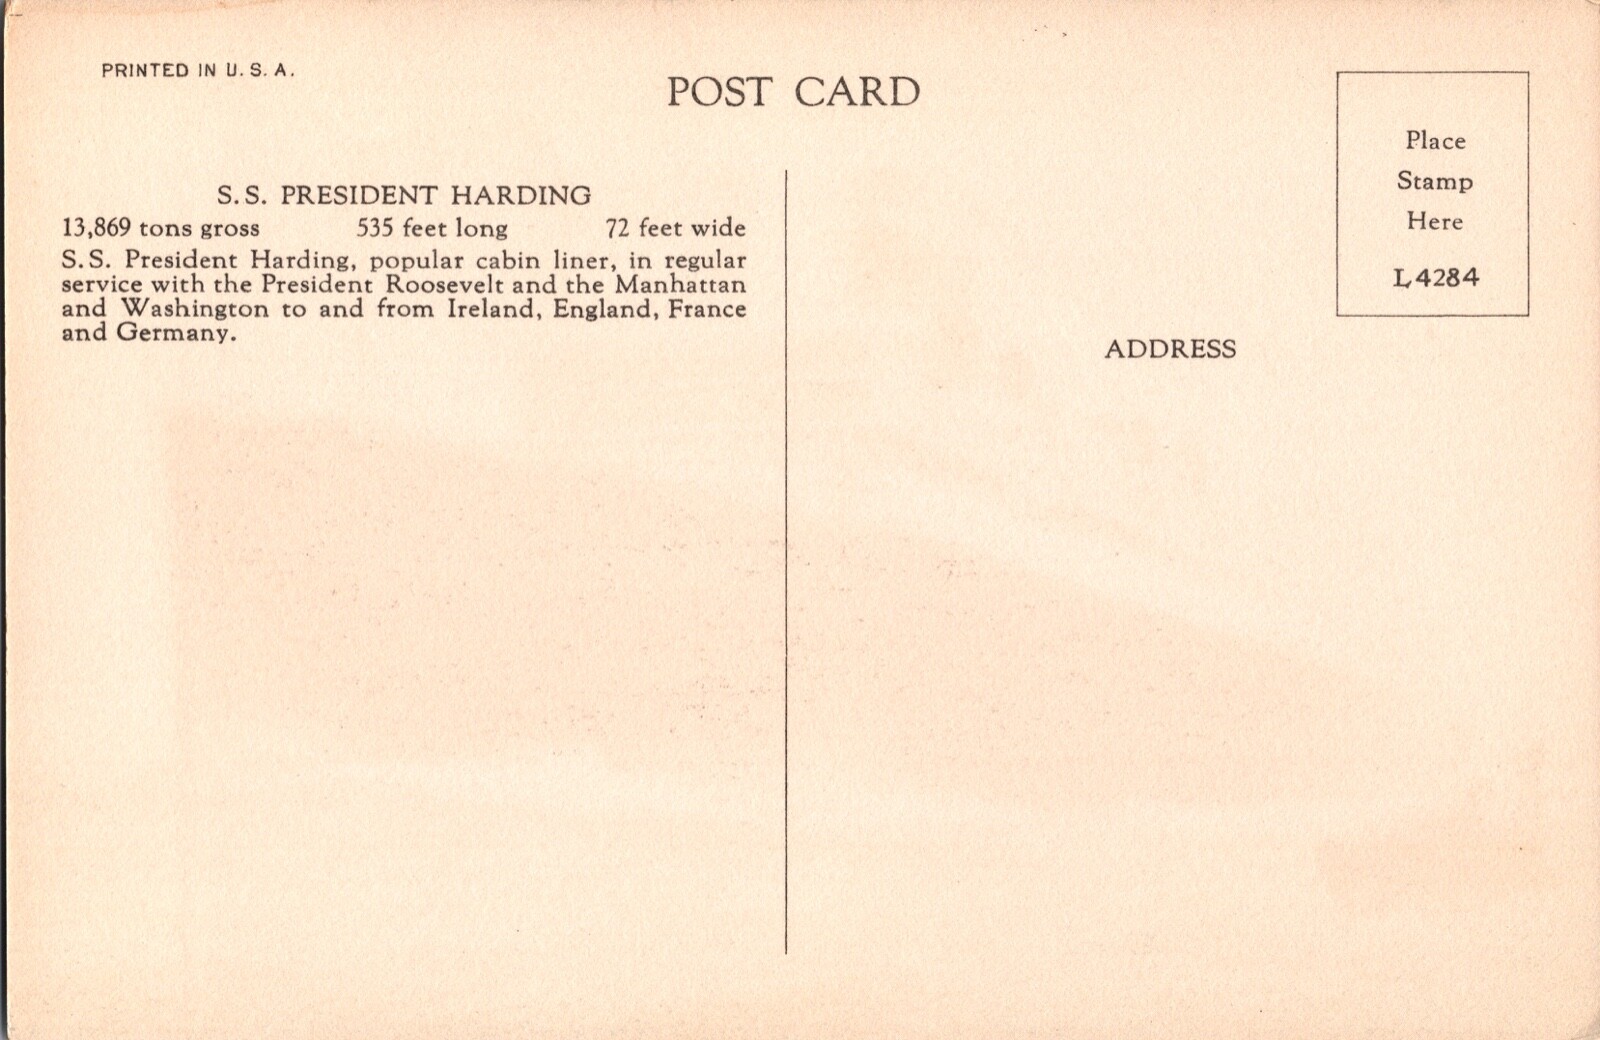 PRINTED IN U. S. A.
POST CARD
S. S. PRESIDENT HARDING
13,869 tons gross 535 feet long 72 feet wide
S. S. President Harding, popular cabin liner, in regular
service with the President Roosevelt and the Manhattan
and Washington to and from Ireland, England, France
and Germany.
Place
Stamp
Here
L4284
ADDRESS